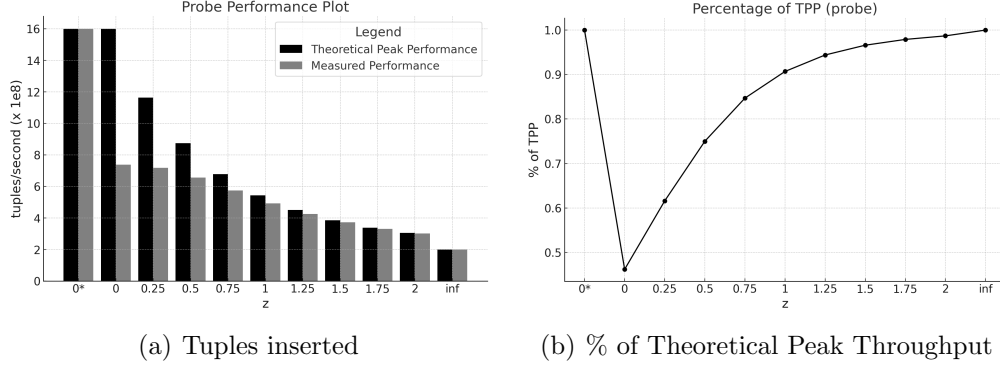 Probe Performance Plot
Legend
Theoretical Peak Performance
Measured Performance
tuples/second (x 1e8)
16
14
12
10
8
6
4
2
0
0* 0 0.25 0.5 0.75 1 1.25 1.5 1.75 2 inf
z
(a) Tuples inserted
Percentage of TPP (probe)
% of TPP
1.0
0.9
0.8
0.7
0.6
0.5
0* 0 0.25 0.5 0.75 1 1.25 1.5 1.75 2 inf
z
(b) % of Theoretical Peak Throughput